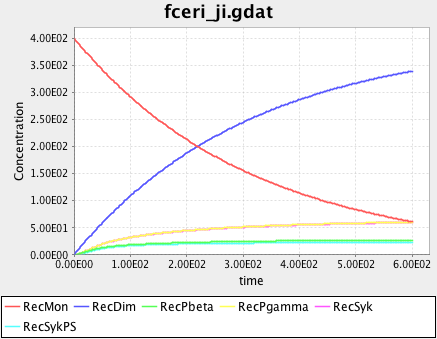 fceri_ji.gdat
4.00E02
3.50E02
3.00E02
2.50E02
2.00E02
1.50E02
1.00E02
5.00E01
0.00E00
Concentration
0.00E00 1.00E02 2.00E02 3.00E02 4.00E02 5.00E02 6.00E02
time
RecMon RecDim RecPbeta RecPgamma RecSyk
RecSykPS